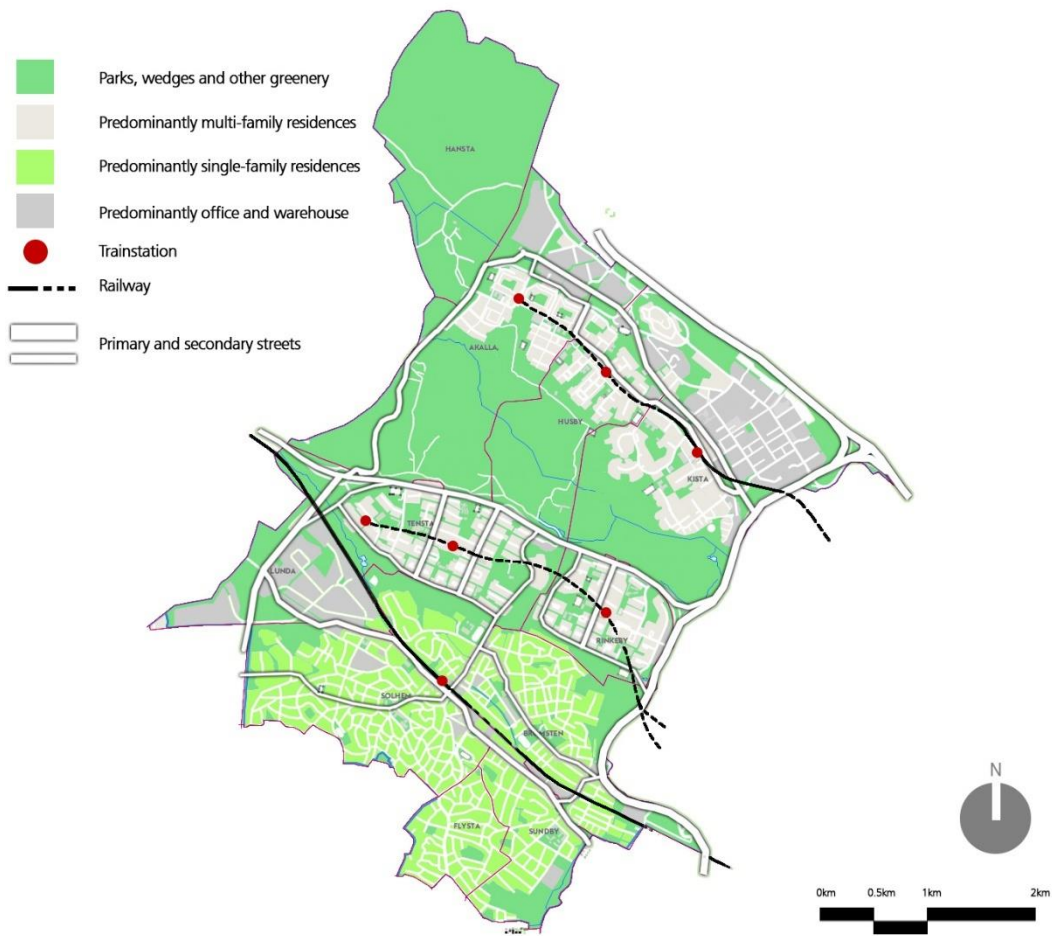 Parks, wedges and other greenery
Predominantly multi-family residences
Predominantly single-family residences
Predominantly office and warehouse
Trainstation
Railway
Primary and secondary streets
HANSTA
AKALLA
HUSBY
KISTA
TENSTA
LUNDA
RINKEBY
SOLHEM
BROMSTEN
FLYSTA
SUNDBY
N
0km 0.5km 1km 2km